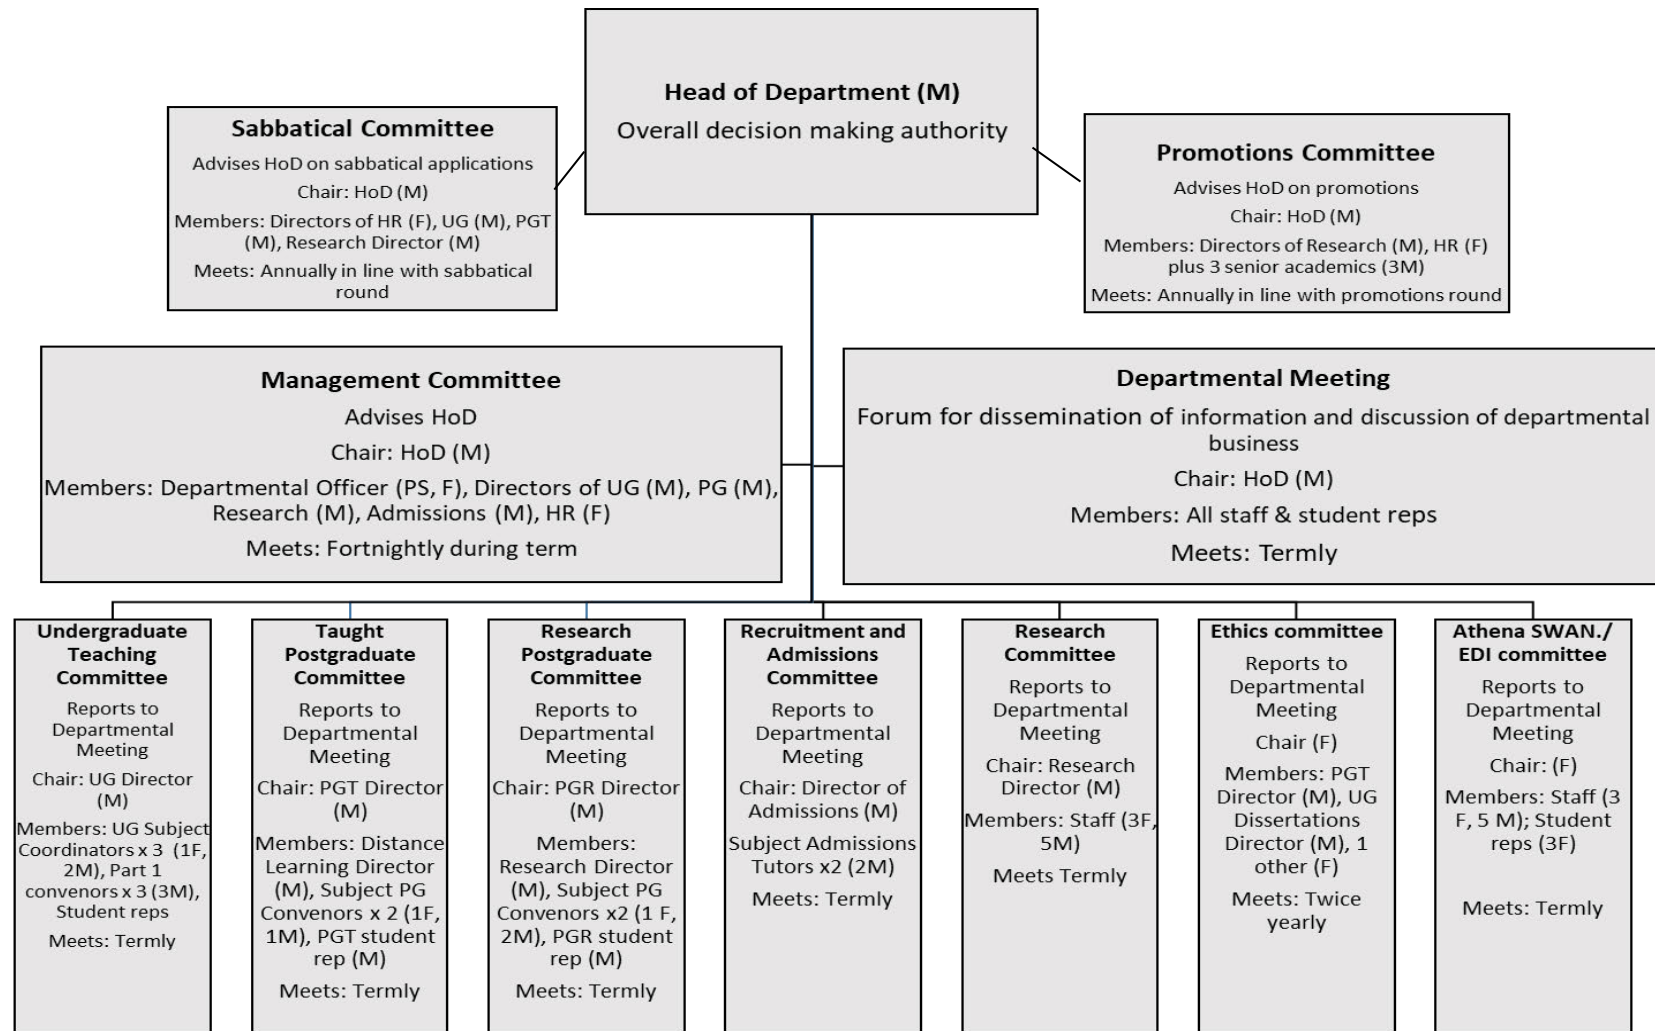 Head of Department (M)
Overall decision making authority
Sabbatical Committee
Advises HoD on sabbatical applications
Chair: HoD (M)
Members: Directors of HR (F), UG (M), PGT
(M), Research Director (M)
Meets: Annually in line with sabbatical
round
Promotions Committee
Advises HoD on promotions
Chair: HoD (M)
Members: Directors of Research (M), HR (F)
plus 3 senior academics (3M)
Meets: Annually in line with promotions round
Management Committee
Advises HoD
Chair: HoD (M)
Members: Departmental Officer (PS, F), Directors of UG (M), PG (M),
Research (M), Admissions (M), HR (F)
Meets: Fortnightly during term
Departmental Meeting
Forum for dissemination of information and discussion of departmental
business
Chair: HoD (M)
Members: All staff & student reps
Meets: Termly
Undergraduate
Teaching
Committee
Reports to
Departmental
Meeting
Chair: UG Director
(M)
Members: UG Subject
Coordinators x 3 (1F,
2M), Part 1
convenors x 3 (3M),
Student reps
Meets: Termly
Taught
Postgraduate
Committee
Reports to
Departmental
Meeting
Chair: PGT Director
(M)
Members: Distance
Learning Director
(M), Subject PG
Convenors x 2 (1F,
1M), PGT student
rep (M)
Meets: Termly
Research
Postgraduate
Committee
Reports to
Departmental
Meeting
Chair: PGR Director
(M)
Members:
Research Director
(M), Subject PG
Convenors x2 (1 F,
2M), PGR student
rep (M)
Meets: Termly
Recruitment and
Admissions
Committee
Reports to
Departmental
Meeting
Chair: Director of
Admissions (M)
Subject Admissions
Tutors x2 (2M)
Meets: Termly
Research
Committee
Reports to
Departmental
Meeting
Chair: Research
Director (M)
Members: Staff (3F,
5M)
Meets Termly
Ethics committee
Reports to
Departmental
Meeting
Chair (F)
Members: PGT
Director (M), UG
Dissertations
Director (M), 1
other (F)
Meets: Twice
yearly
Athena SWAN./
EDI committee
Reports to
Departmental
Meeting
Chair: (F)
Members: Staff (3
F, 5 M); Student
reps (3F)
Meets: Termly